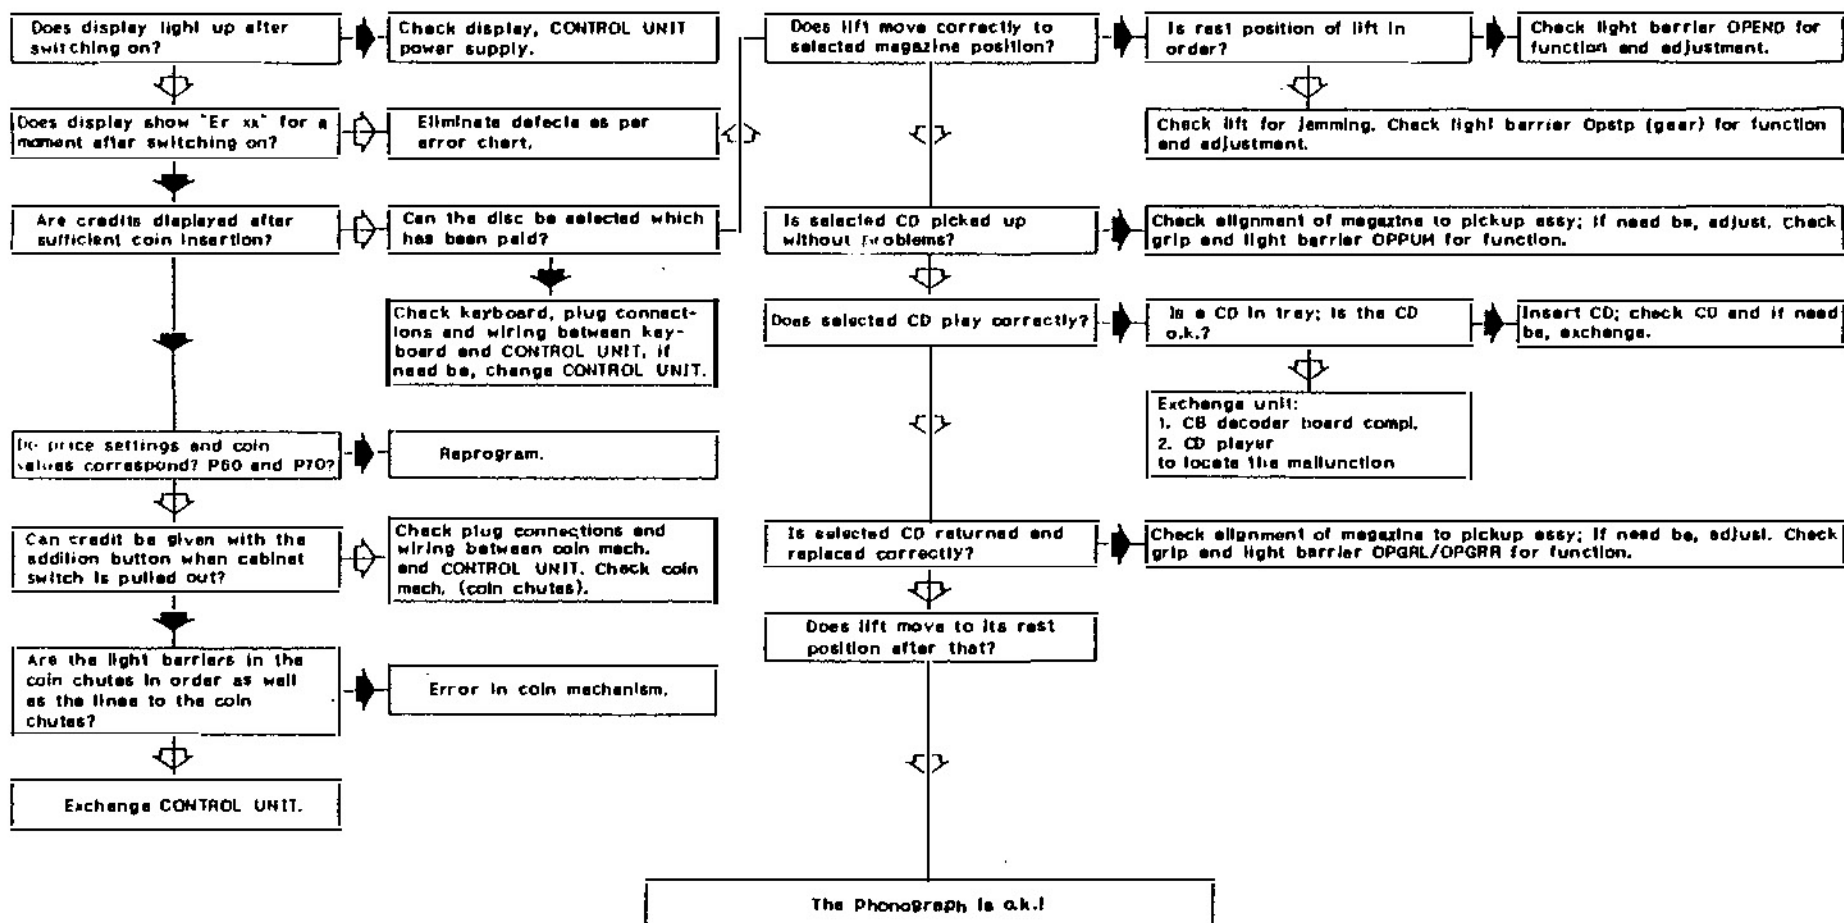 Does display light up after
switching on?
Check display, CONTROL UNIT
power supply.
Does display show "Er xx" for a
moment after switching on?
Eliminate defects as per
error chart.
Are credits displayed after
sufficient coin insertion?
Can the disc be selected which
has been paid?
Check keyboard, plug connect-
ions and wiring between key-
board and CONTROL UNIT, if
need be, change CONTROL UNIT.
Do price settings and coin
values correspond? P60 and P70?
Reprogram.
Can credit be given with the
addition button when cabinet
switch is pulled out?
Check plug connections and
wiring between coin mech.
and CONTROL UNIT. Check coin
mech. (coin chutes).
Are the light barriers in the
coin chutes in order as well
as the lines to the coin
chutes?
Error in coin mechanism.
Exchange CONTROL UNIT.
Does lift move correctly to
selected magazine position?
Is rest position of lift in
order?
Check light barrier OPEND for
function and adjustment.
Check lift for jamming. Check light barrier Opstp (gear) for function
and adjustment.
Is selected CD picked up
without problems?
Check alignment of magazine to pickup assy; if need be, adjust. Check
grip and light barrier OPPUM for function.
Does selected CD play correctly?
Is a CD in tray; is the CD
o.k.?
Insert CD; check CD and if need
be, exchange.
Exchange unit:
1. CB decoder board compl.
2. CD player
to locate the malfunction
Is selected CD returned and
replaced correctly?
Check alignment of magazine to pickup assy; if need be, adjust. Check
grip and light barrier OPGRL/OPGRR for function.
Does lift move to its rest
position after that?
The Phonograph is o.k.!